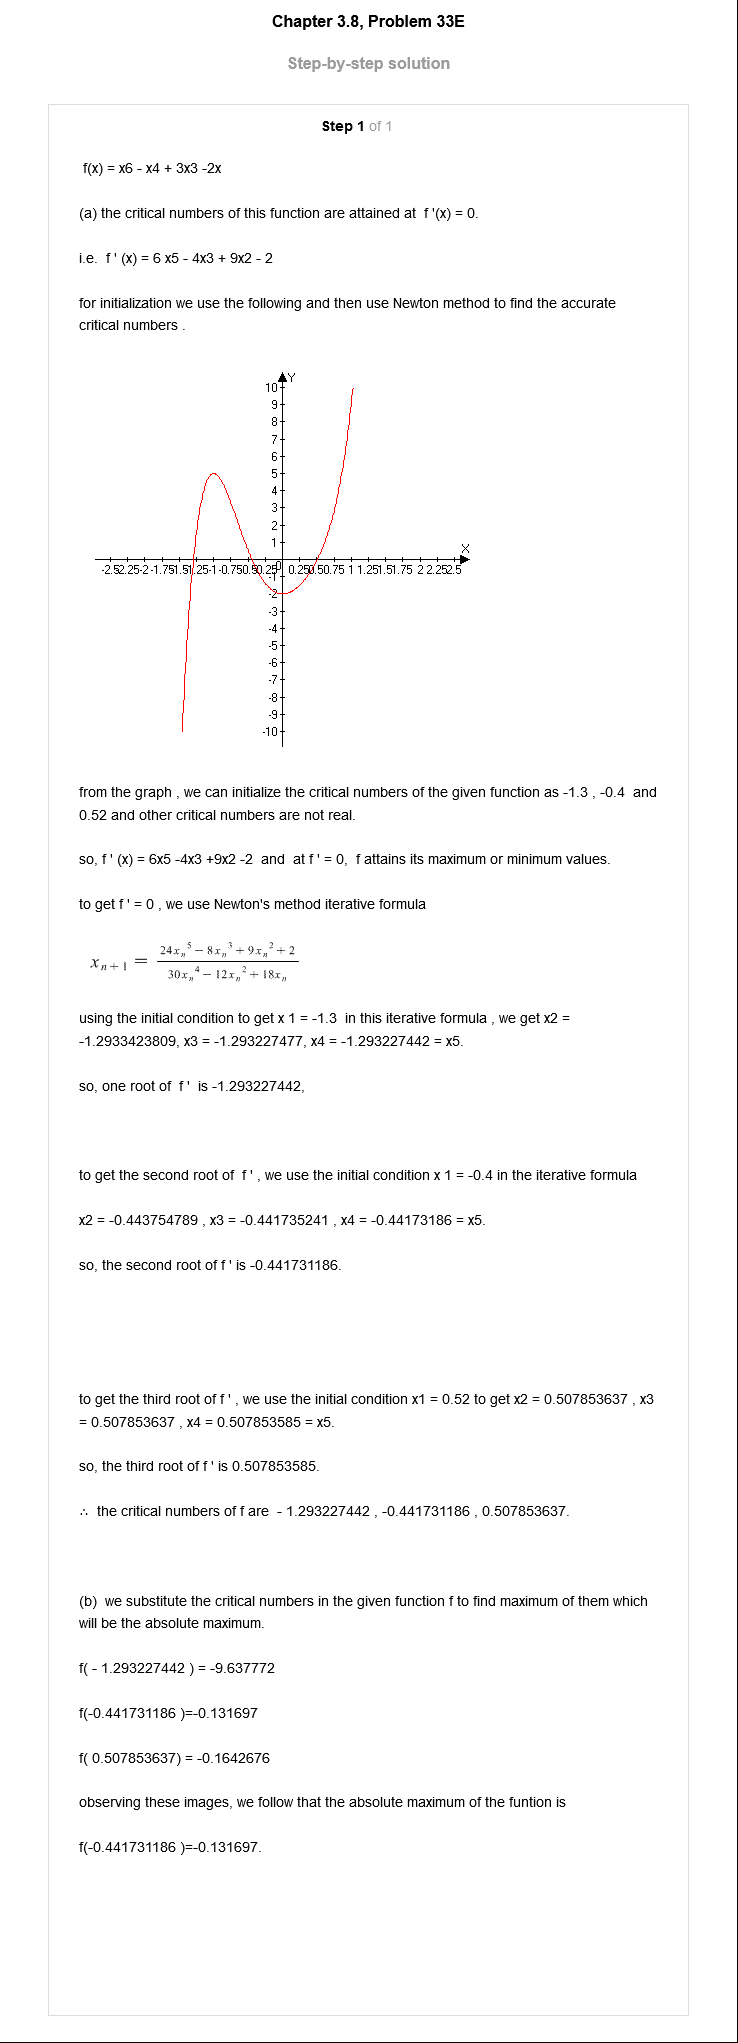 Chapter 3.8, Problem 33E
Step-by-step solution
Step 1 of 1
f(x) = x6 - x4 + 3x3 -2x
(a) the critical numbers of this function are attained at f '(x) = 0.
i.e. f ' (x) = 6 x5 - 4x3 + 9x2 - 2
for initialization we use the following and then use Newton method to find the accurate
critical numbers .
Y
10
9
8
7
6
5
4
3
2
1
X
-2.5 2.25 -2 -1.75 1.5 1.25 -1 -0.75 0.5 0.25 0 0.25 0.5 0.75 1 1.25 1.5 1.75 2 2.25 2.5
-1
-2
-3
-4
-5
-6
-7
-8
-9
-10
from the graph , we can initialize the critical numbers of the given function as -1.3 , -0.4 and
0.52 and other critical numbers are not real.
so, f ' (x) = 6x5 -4x3 +9x2 -2 and at f ' = 0, f attains its maximum or minimum values.
to get f ' = 0 , we use Newton's method iterative formula
xₙ₊₁ = (24xₙ⁵ − 8xₙ³ + 9xₙ² + 2) / (30xₙ⁴ − 12xₙ² + 18xₙ)
using the initial condition to get x 1 = -1.3 in this iterative formula , we get x2 =
-1.2933423809, x3 = -1.293227477, x4 = -1.293227442 = x5.
so, one root of f ' is -1.293227442,
to get the second root of f ' , we use the initial condition x 1 = -0.4 in the iterative formula
x2 = -0.443754789 , x3 = -0.441735241 , x4 = -0.44173186 = x5.
so, the second root of f ' is -0.441731186.
to get the third root of f ' , we use the initial condition x1 = 0.52 to get x2 = 0.507853637 , x3
= 0.507853637 , x4 = 0.507853585 = x5.
so, the third root of f ' is 0.507853585.
∴ the critical numbers of f are - 1.293227442 , -0.441731186 , 0.507853637.
(b) we substitute the critical numbers in the given function f to find maximum of them which
will be the absolute maximum.
f( - 1.293227442 ) = -9.637772
f(-0.441731186 )=-0.131697
f( 0.507853637) = -0.1642676
observing these images, we follow that the absolute maximum of the funtion is
f(-0.441731186 )=-0.131697.